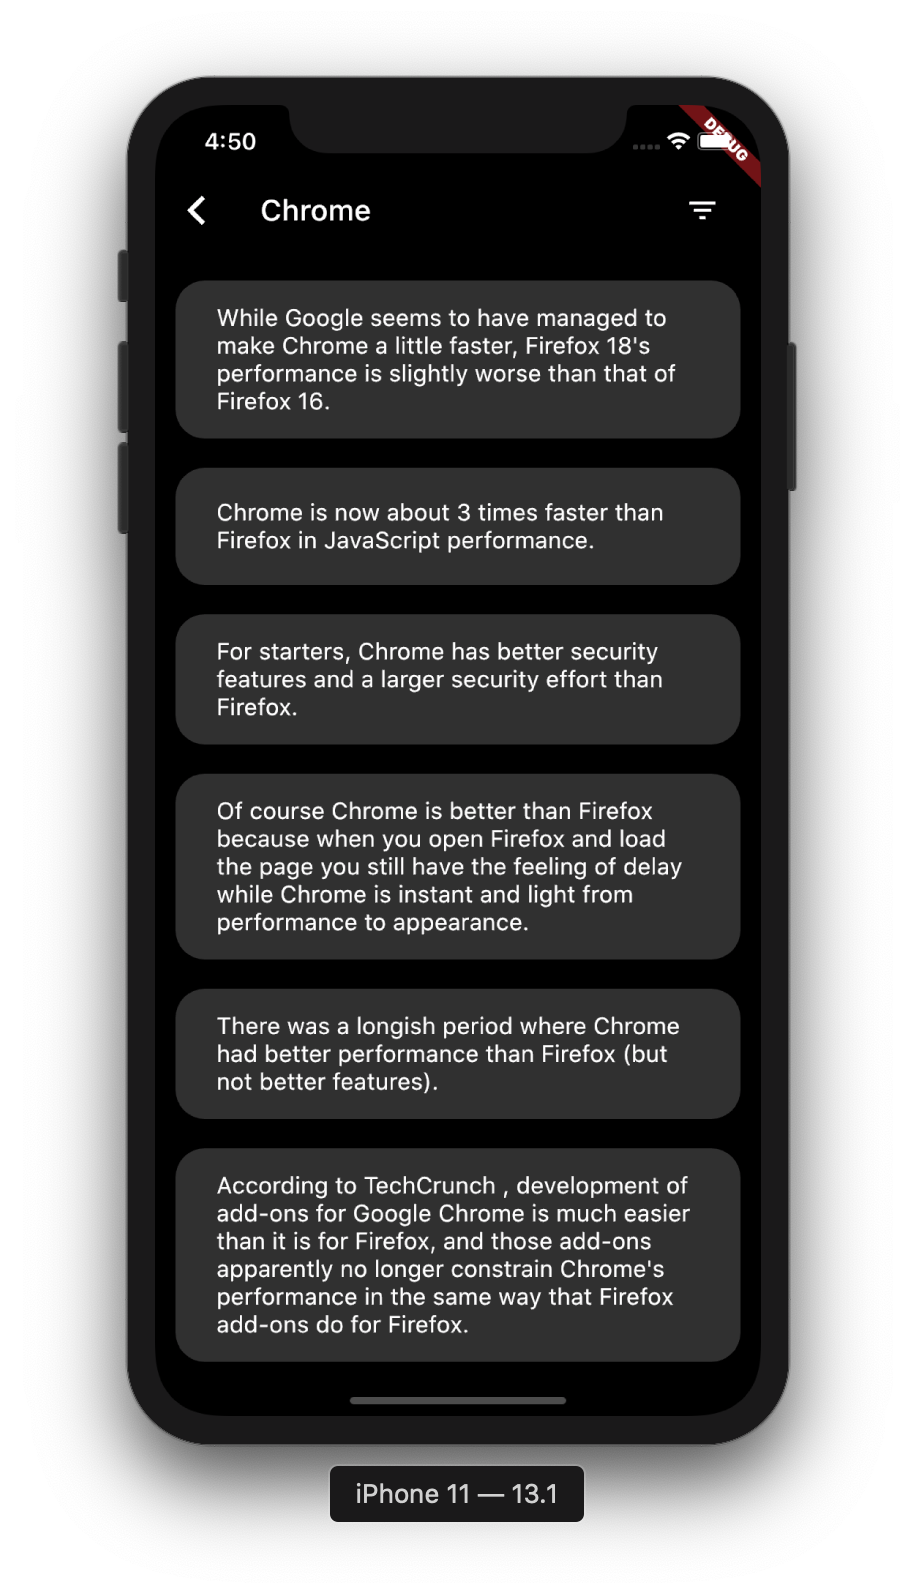 4:50
DEBUG
Chrome
While Google seems to have managed to
make Chrome a little faster, Firefox 18's
performance is slightly worse than that of
Firefox 16.
Chrome is now about 3 times faster than
Firefox in JavaScript performance.
For starters, Chrome has better security
features and a larger security effort than
Firefox.
Of course Chrome is better than Firefox
because when you open Firefox and load
the page you still have the feeling of delay
while Chrome is instant and light from
performance to appearance.
There was a longish period where Chrome
had better performance than Firefox (but
not better features).
According to TechCrunch , development of
add-ons for Google Chrome is much easier
than it is for Firefox, and those add-ons
apparently no longer constrain Chrome's
performance in the same way that Firefox
add-ons do for Firefox.
iPhone 11 — 13.1